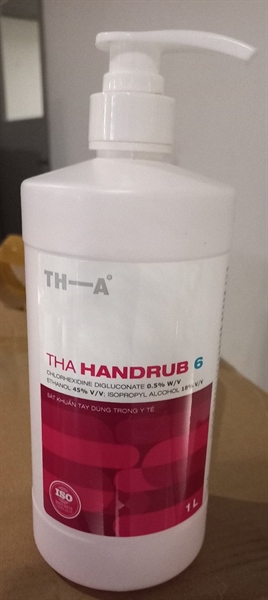 TH—A®
THA HANDRUB 6
CHLORHEXIDINE DIGLUCONATE 0.5% W/V
ETHANOL 45% V/V; ISOPROPYL ALCOHOL 18% V/V
SÁT KHUẨN TAY DÙNG TRONG Y TẾ
ISO
1 L